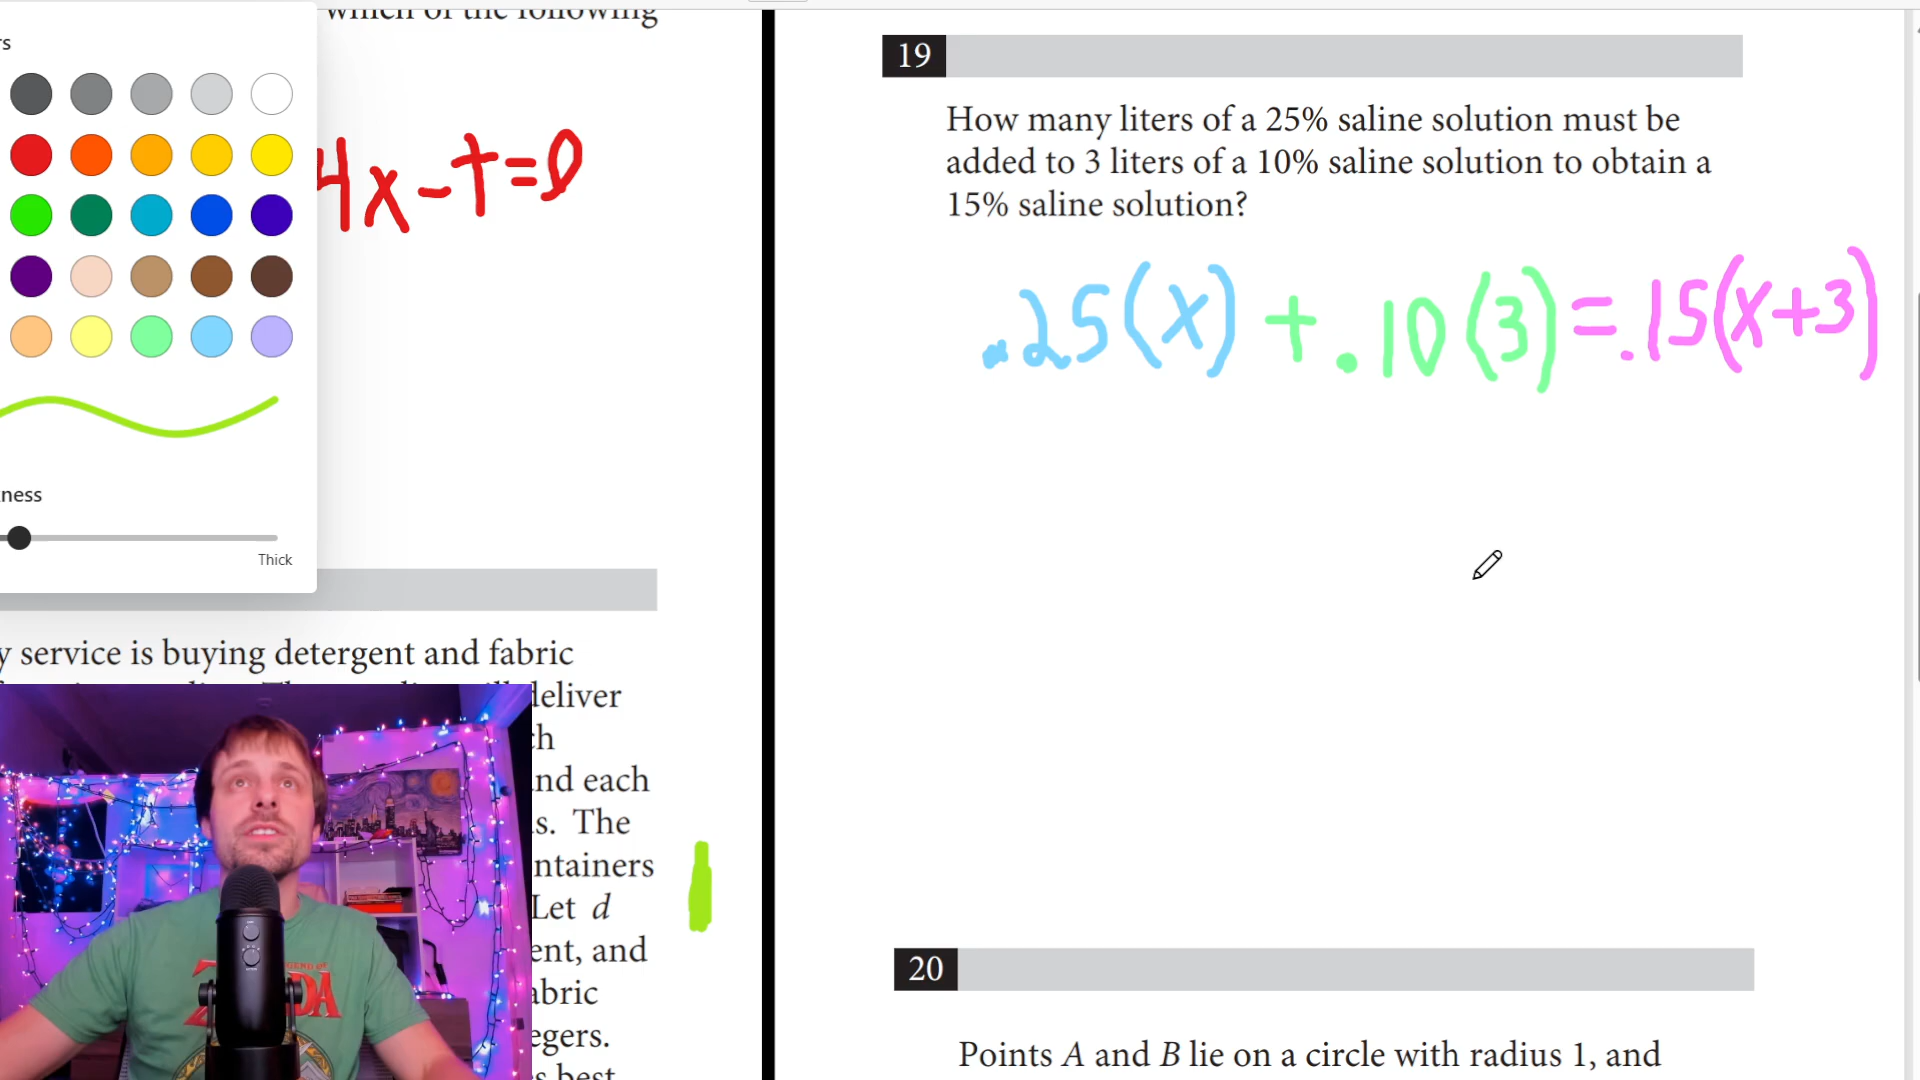 which of the following
rs
4x-t=0
ness
Thick
y service is buying detergent and fabric
deliver
ch
nd each
s. The
ntainers
Let d
ent, and
abric
egers.
s best
ZELDA
19
How many liters of a 25% saline solution must be
added to 3 liters of a 10% saline solution to obtain a
15% saline solution?
.25(x) + .10(3) = .15(x+3)
20
Points A and B lie on a circle with radius 1, and